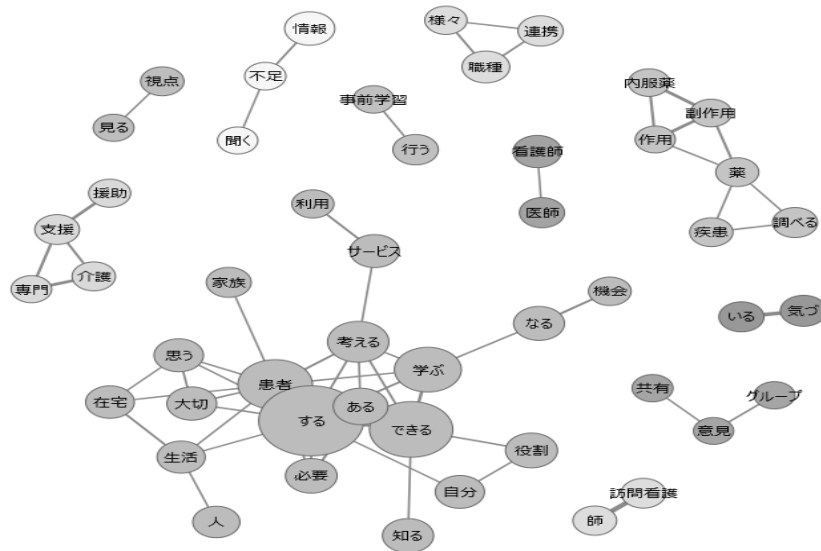 様々
連携
情報
職種
不足
視点
内服薬
事前学習
副作用
見る
聞く
作用
行う
看護師
薬
援助
利用
医師
調べる
支援
疾患
サービス
介護
専門
家族
機会
いる
気づ
なる
考える
思う
学ぶ
患者
共有
グループ
在宅
大切
ある
する
できる
意見
役割
生活
必要
自分
訪問看護
師
人
知る